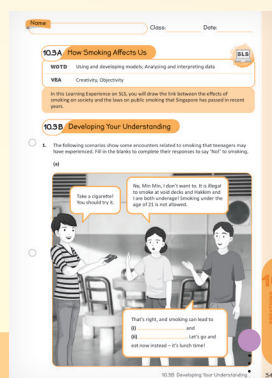 Name
Class: Date:
10.3A How Smoking Affects Us
SLS
WOTD Using and developing models; Analysing and interpreting data
VEA Creativity, Objectivity
In this Learning Experience on SLS, you will draw the link between the effects of
smoking on society and the laws on public smoking that Singapore has passed in recent
years.
10.3B Developing Your Understanding
1. The following scenarios show some encounters related to smoking that teenagers may
have experienced. Fill in the blanks to complete their responses to say 'No!' to smoking.
(a)
Take a cigarette!
You should try it.
No, Min Min, I don't want to. It is illegal
to smoke at void decks and Hakkim and
I are both underage! Smoking under the
age of 21 is not allowed.
That's right, and smoking can lead to
(i) and
(ii) . Let's go and
eat now instead – it's lunch time!
10.3B Developing Your Understanding